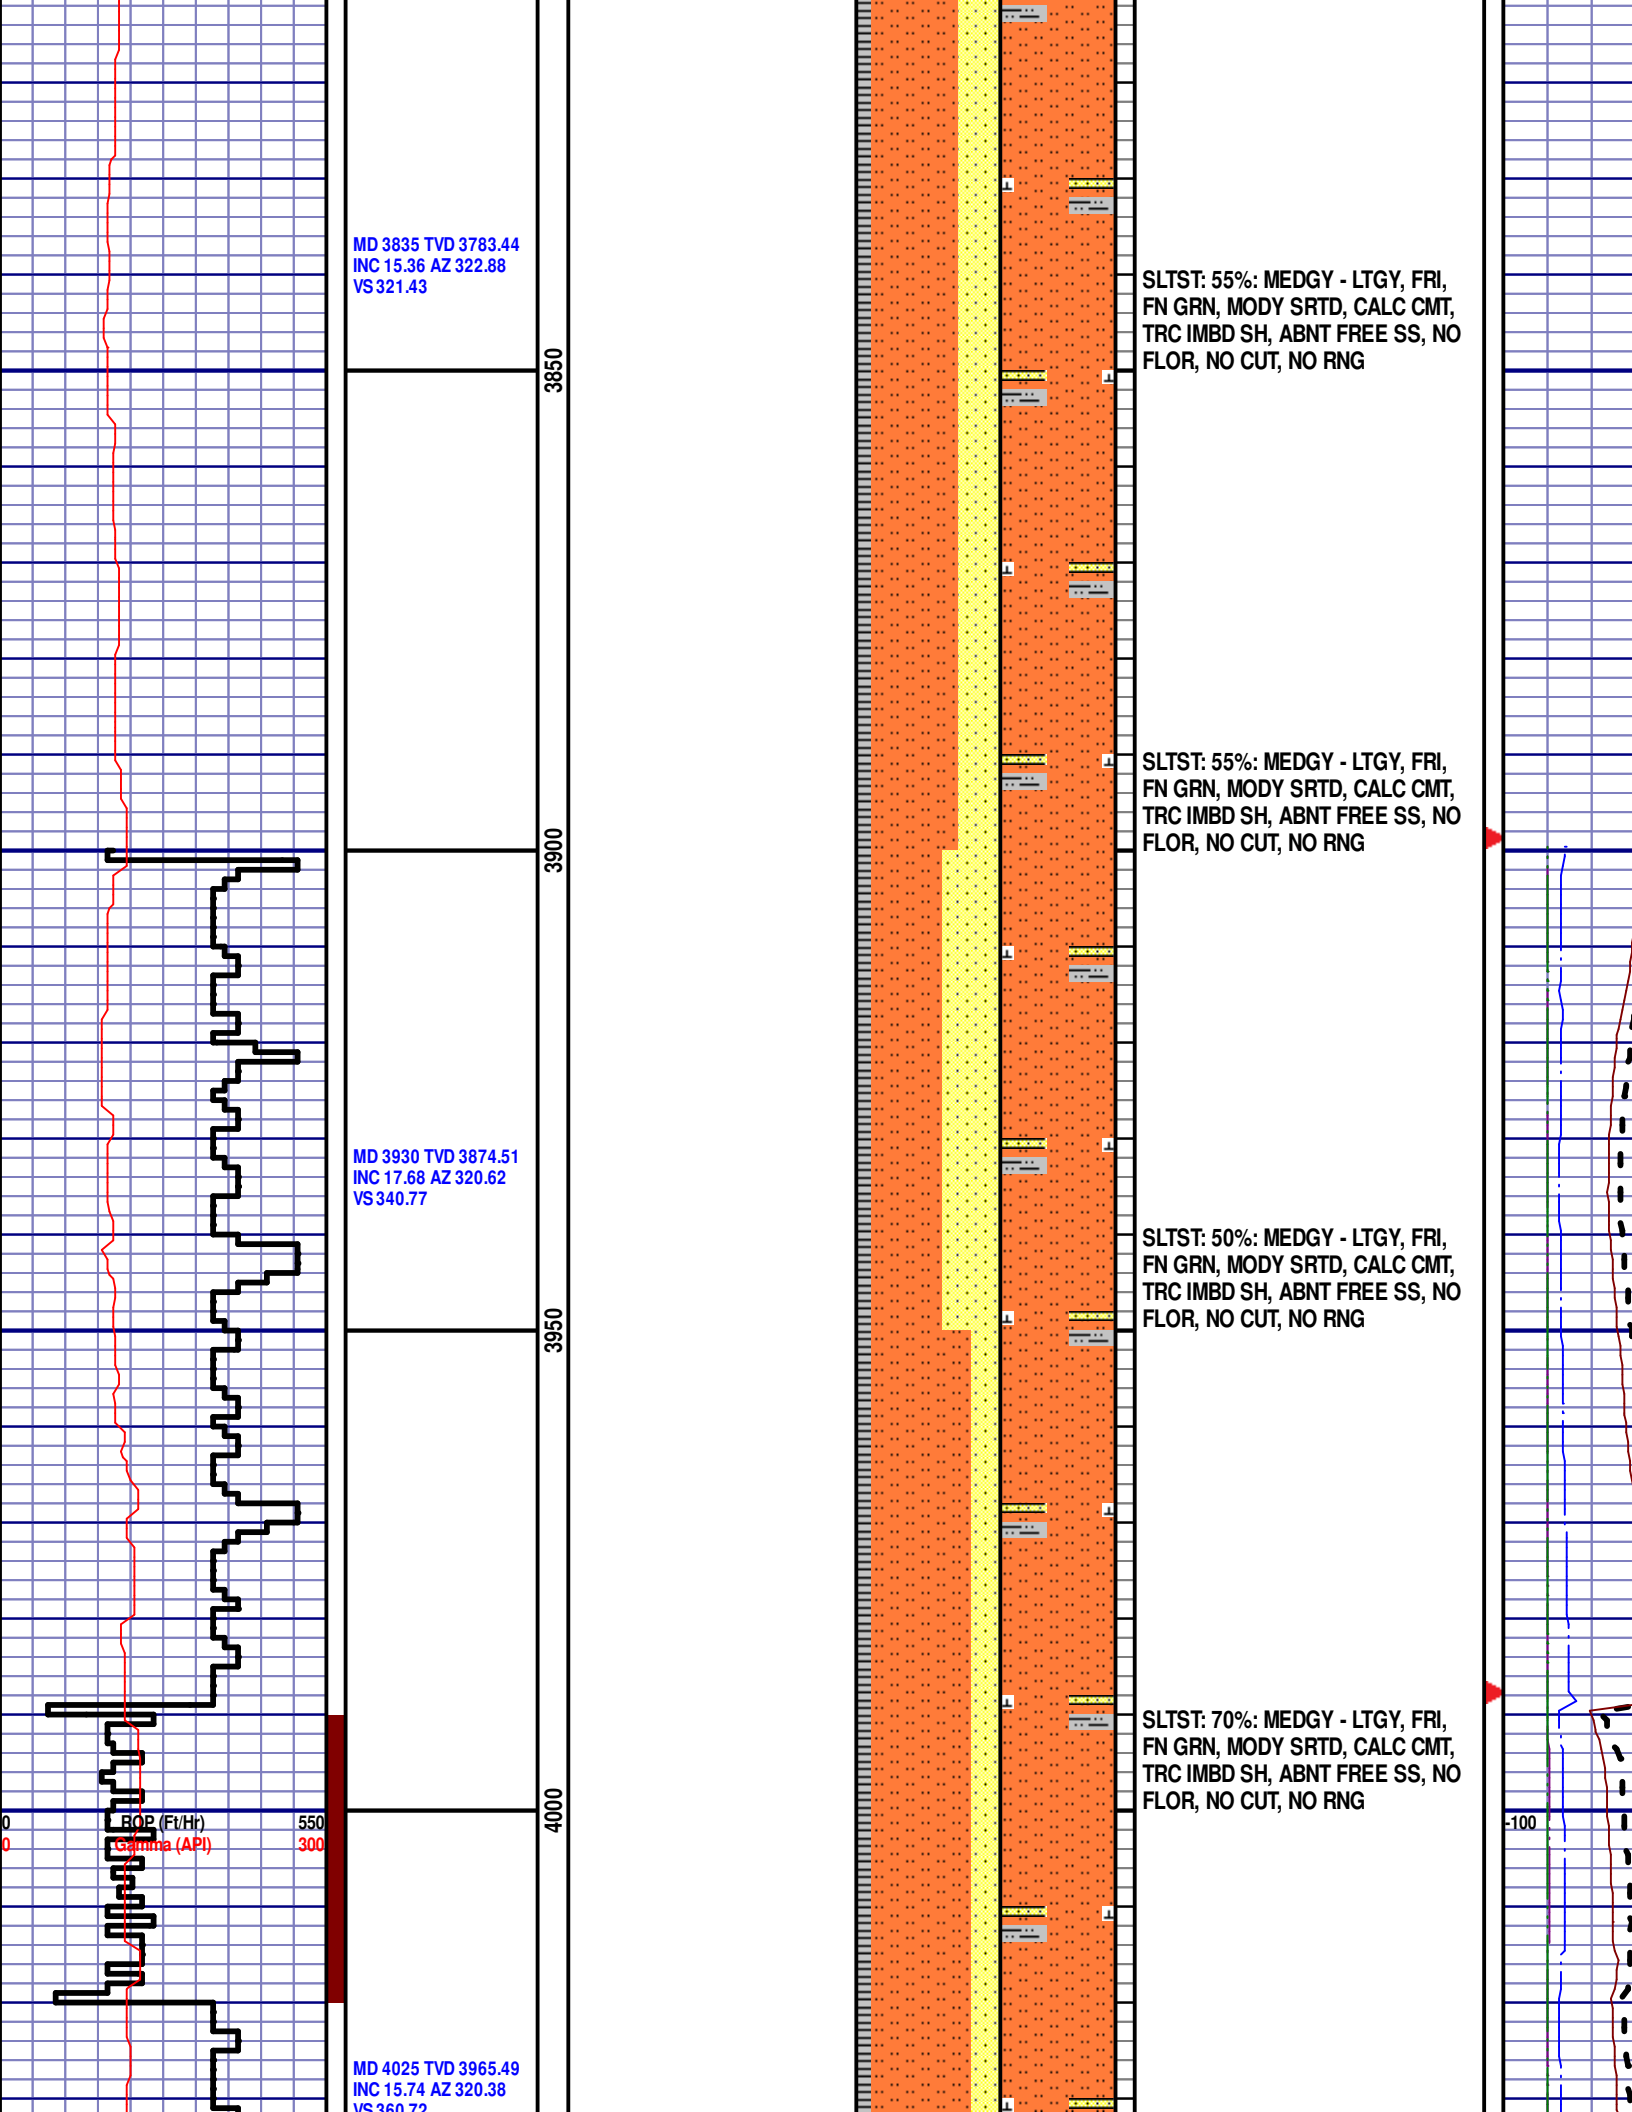 MD 3835 TVD 3783.44
INC 15.36 AZ 322.88
VS 321.43
SLTST: 55%: MEDGY - LTGY, FRI,
FN GRN, MODY SRTD, CALC CMT,
TRC IMBD SH, ABNT FREE SS, NO
FLOR, NO CUT, NO RNG
3850
SLTST: 55%: MEDGY - LTGY, FRI,
FN GRN, MODY SRTD, CALC CMT,
TRC IMBD SH, ABNT FREE SS, NO
FLOR, NO CUT, NO RNG
3900
MD 3930 TVD 3874.51
INC 17.68 AZ 320.62
VS 340.77
SLTST: 50%: MEDGY - LTGY, FRI,
FN GRN, MODY SRTD, CALC CMT,
TRC IMBD SH, ABNT FREE SS, NO
FLOR, NO CUT, NO RNG
3950
SLTST: 70%: MEDGY - LTGY, FRI,
FN GRN, MODY SRTD, CALC CMT,
TRC IMBD SH, ABNT FREE SS, NO
FLOR, NO CUT, NO RNG
4000
0 ROP (Ft/Hr) 550
0 Gamma (API) 300
-100
MD 4025 TVD 3965.49
INC 15.74 AZ 320.38
VS 360.72